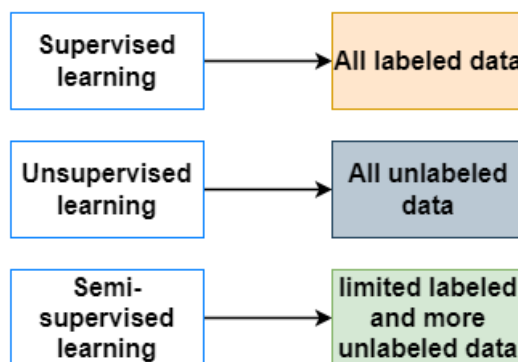 Supervised
learning
All labeled data
Unsupervised
learning
All unlabeled
data
Semi-
supervised
learning
limited labeled
and more
unlabeled data